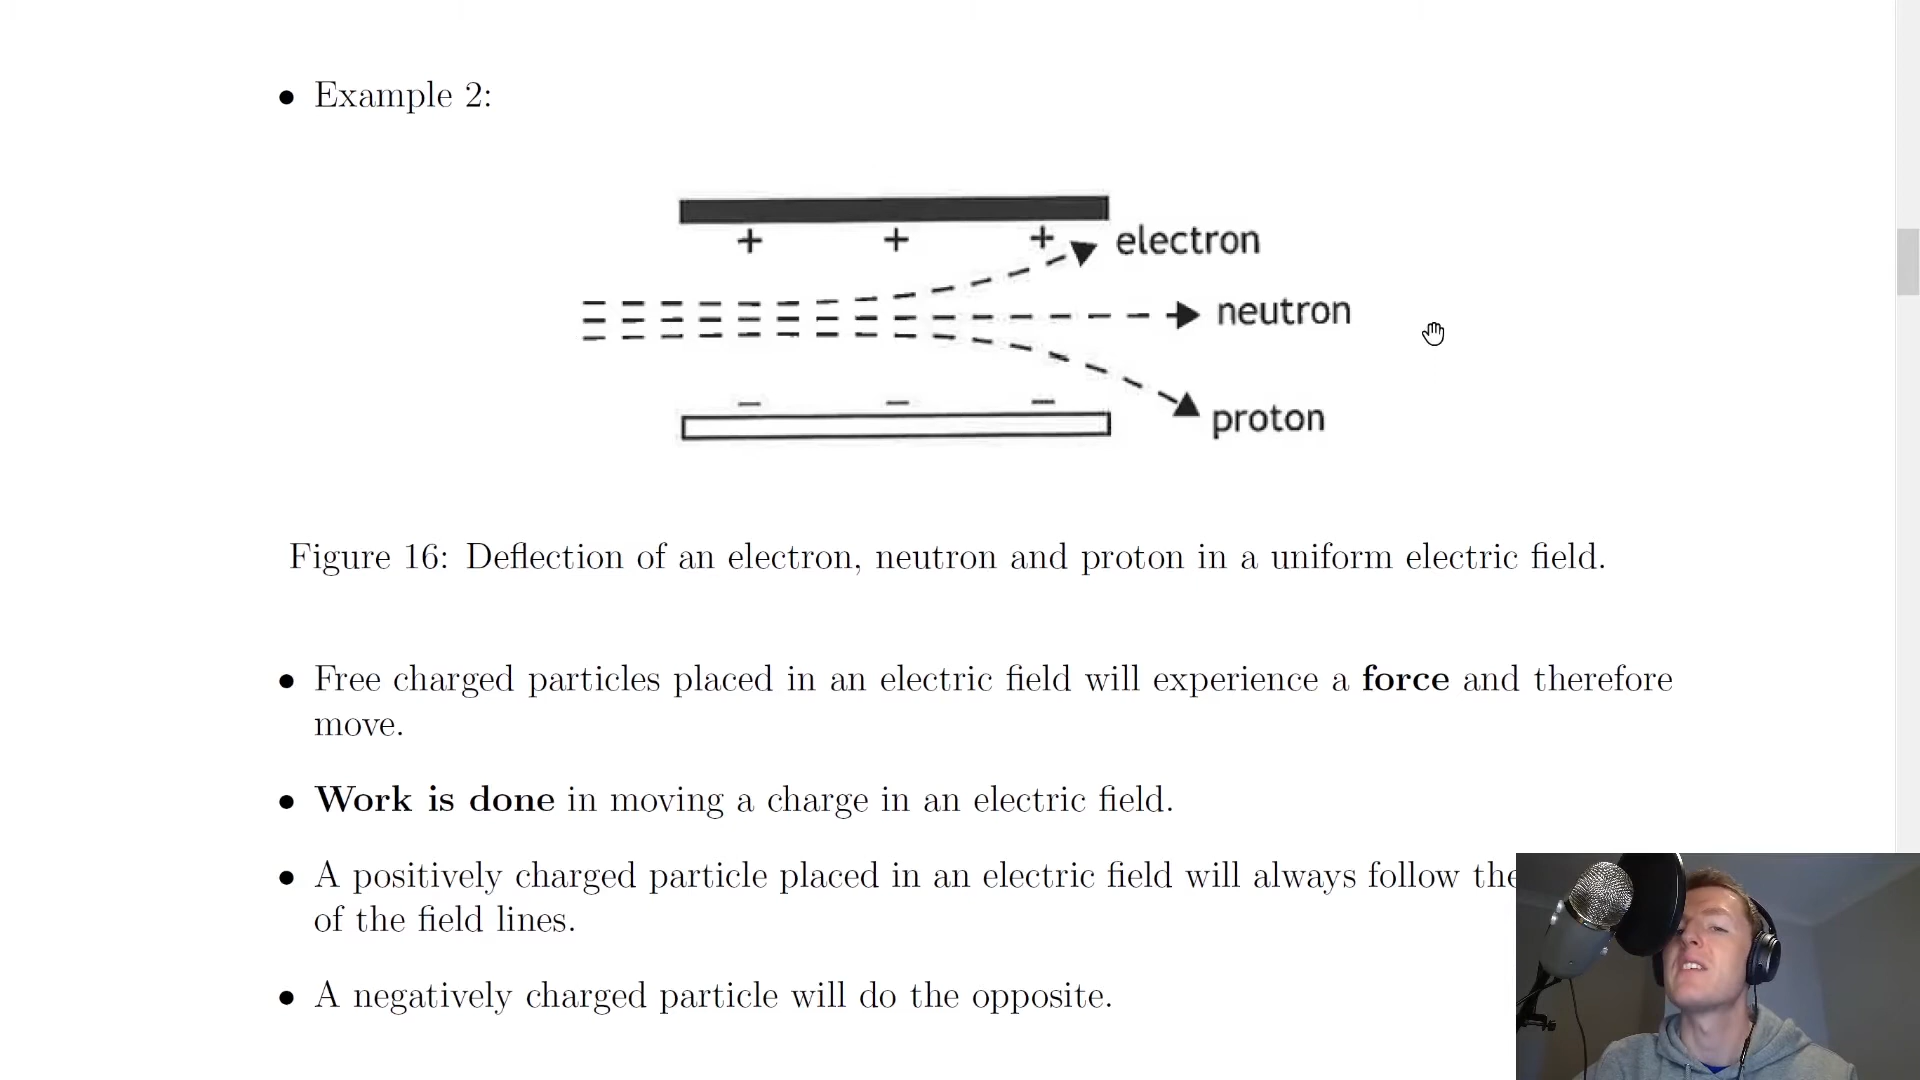 • Example 2:
+ + + electron
neutron
− − − proton
Figure 16: Deflection of an electron, neutron and proton in a uniform electric field.
• Free charged particles placed in an electric field will experience a force and therefore
move.
• Work is done in moving a charge in an electric field.
• A positively charged particle placed in an electric field will always follow the
of the field lines.
• A negatively charged particle will do the opposite.